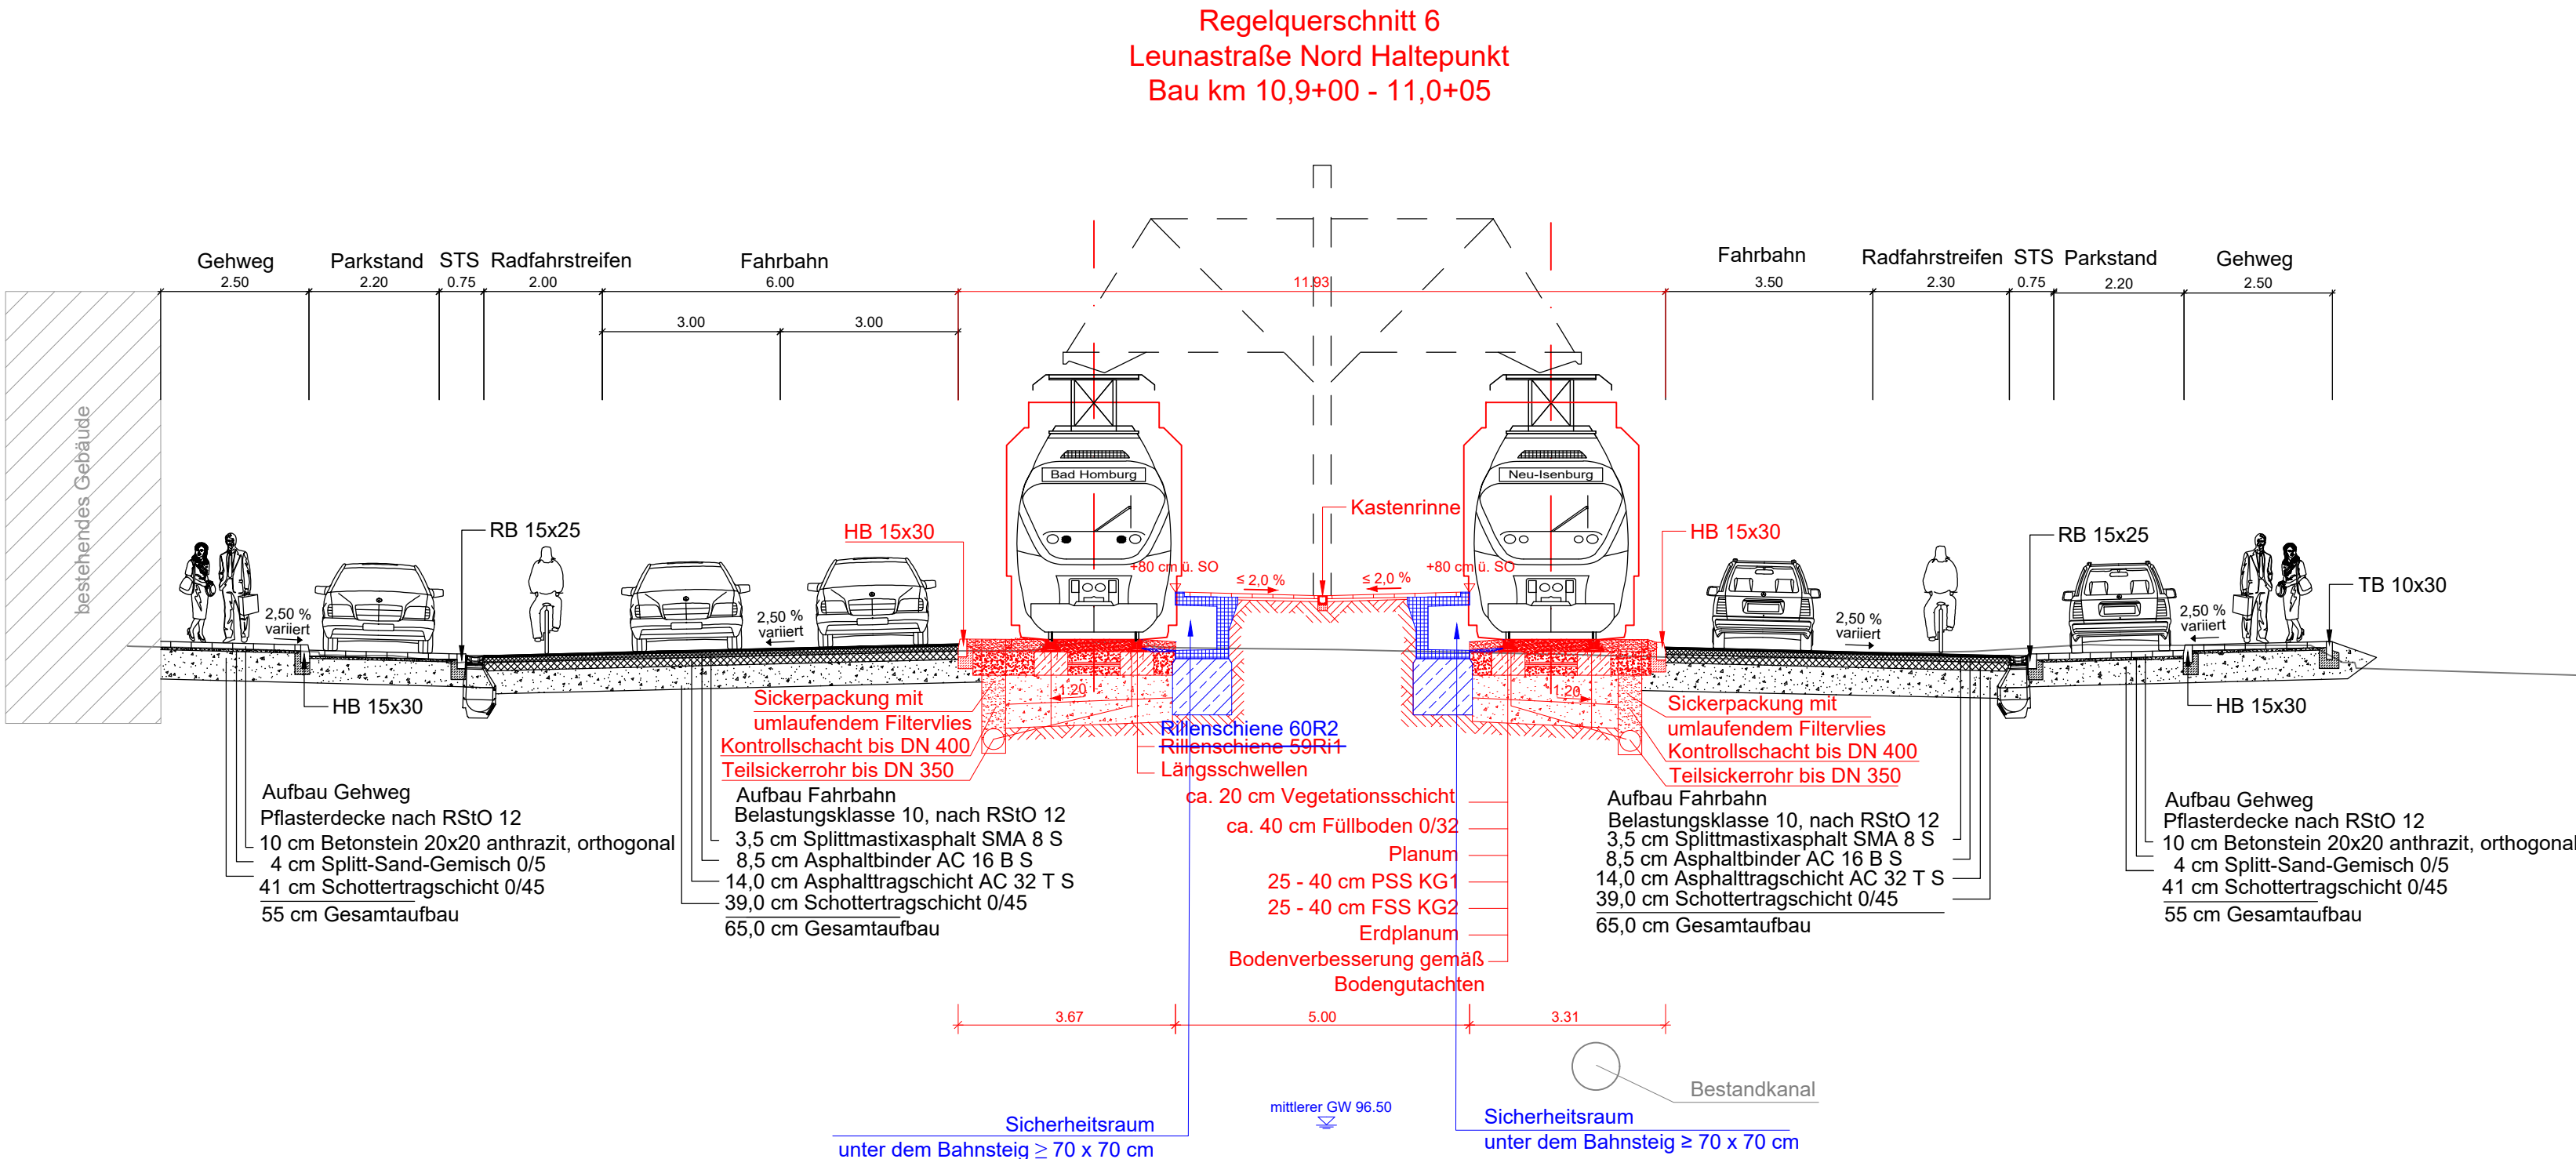 Regelquerschnitt 6
Leunastraße Nord Haltepunkt
Bau km 10,9+00 - 11,0+05
Gehweg
2.50
Parkstand
2.20
STS
0.75
Radfahrstreifen
2.00
Fahrbahn
6.00
3.00
3.00
11.93
Fahrbahn
3.50
Radfahrstreifen
2.30
STS
0.75
Parkstand
2.20
Gehweg
2.50
bestehendes Gebäude
Bad Homburg
Neu-Isenburg
Kastenrinne
RB 15x25
HB 15x30
HB 15x30
RB 15x25
TB 10x30
+80 cm ü. SO
≤ 2,0 %
≤ 2,0 %
+80 cm ü. SO
2,50 %
variiert
2,50 %
variiert
2,50 %
variiert
2,50 %
variiert
HB 15x30
HB 15x30
1:20
1:20
Sickerpackung mit
umlaufendem Filtervlies
Kontrollschacht bis DN 400
Teilsickerrohr bis DN 350
Rillenschiene 60R2
Rillenschiene 59Ri1
Längsschwellen
Sickerpackung mit
umlaufendem Filtervlies
Kontrollschacht bis DN 400
Teilsickerrohr bis DN 350
Aufbau Gehweg
Pflasterdecke nach RStO 12
10 cm Betonstein 20x20 anthrazit, orthogonal
4 cm Splitt-Sand-Gemisch 0/5
41 cm Schottertragschicht 0/45
55 cm Gesamtaufbau
Aufbau Fahrbahn
Belastungsklasse 10, nach RStO 12
3,5 cm Splittmastixasphalt SMA 8 S
8,5 cm Asphaltbinder AC 16 B S
14,0 cm Asphalttragschicht AC 32 T S
39,0 cm Schottertragschicht 0/45
65,0 cm Gesamtaufbau
ca. 20 cm Vegetationsschicht
ca. 40 cm Füllboden 0/32
Planum
25 - 40 cm PSS KG1
25 - 40 cm FSS KG2
Erdplanum
Bodenverbesserung gemäß
Bodengutachten
Aufbau Fahrbahn
Belastungsklasse 10, nach RStO 12
3,5 cm Splittmastixasphalt SMA 8 S
8,5 cm Asphaltbinder AC 16 B S
14,0 cm Asphalttragschicht AC 32 T S
39,0 cm Schottertragschicht 0/45
65,0 cm Gesamtaufbau
Aufbau Gehweg
Pflasterdecke nach RStO 12
10 cm Betonstein 20x20 anthrazit, orthogonal
4 cm Splitt-Sand-Gemisch 0/5
41 cm Schottertragschicht 0/45
55 cm Gesamtaufbau
3.67
5.00
3.31
Bestandkanal
mittlerer GW 96.50
Sicherheitsraum
unter dem Bahnsteig ≥ 70 x 70 cm
Sicherheitsraum
unter dem Bahnsteig ≥ 70 x 70 cm